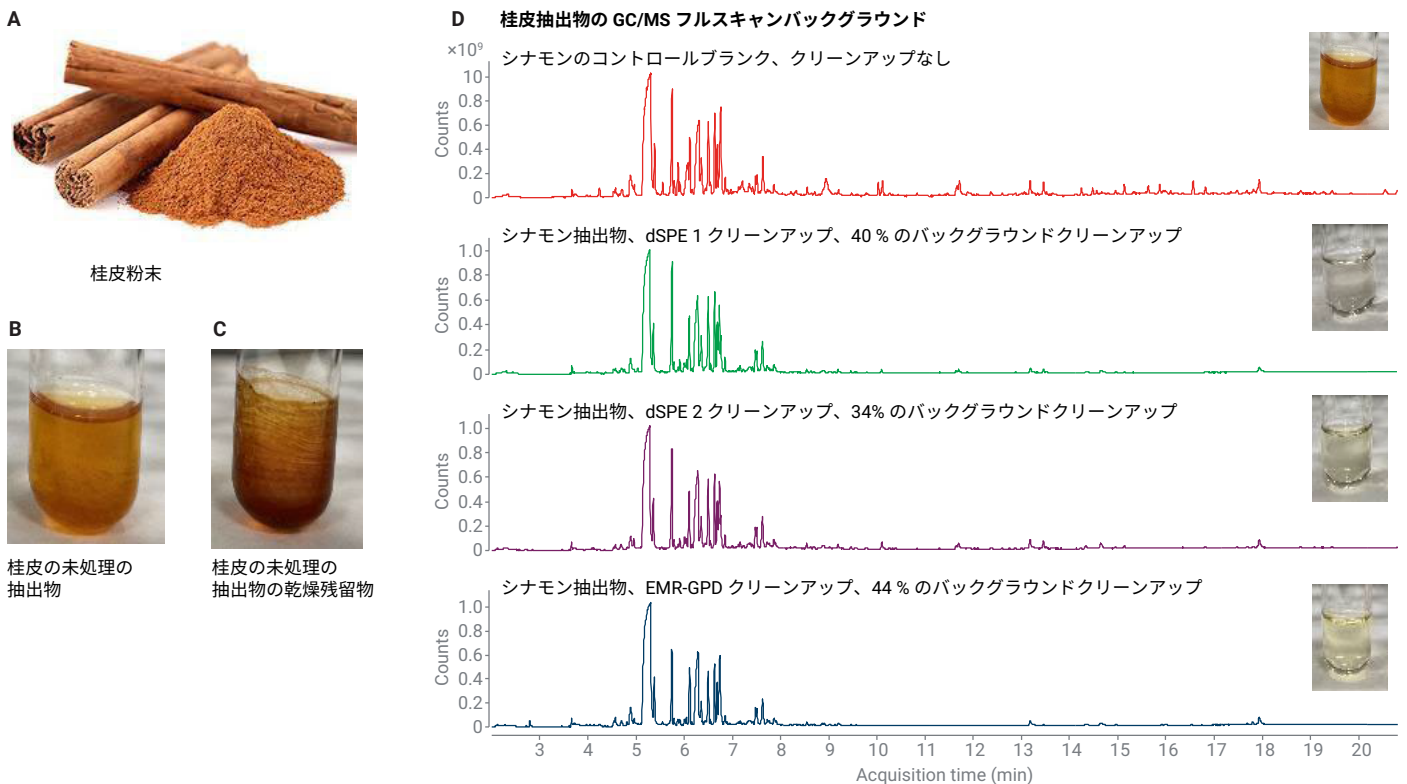 A
桂皮粉末
B
桂皮の未処理の
抽出物
C
桂皮の未処理の
抽出物の乾燥残留物
D 桂皮抽出物の GC/MS フルスキャンバックグラウンド
×10⁹
シナモンのコントロールブランク、クリーンアップなし
Counts
10
0.8
0.6
0.4
0.2
0
シナモン抽出物、dSPE 1 クリーンアップ、40 % のバックグラウンドクリーンアップ
Counts
1.0
0.8
0.6
0.4
0.2
0
シナモン抽出物、dSPE 2 クリーンアップ、34% のバックグラウンドクリーンアップ
Counts
1.0
0.8
0.6
0.4
0.2
0
シナモン抽出物、EMR-GPD クリーンアップ、44 % のバックグラウンドクリーンアップ
Counts
1.0
0.8
0.6
0.4
0.2
0
3 4 5 6 7 8 9 10 11 12 13 14 15 16 17 18 19 20
Acquisition time (min)